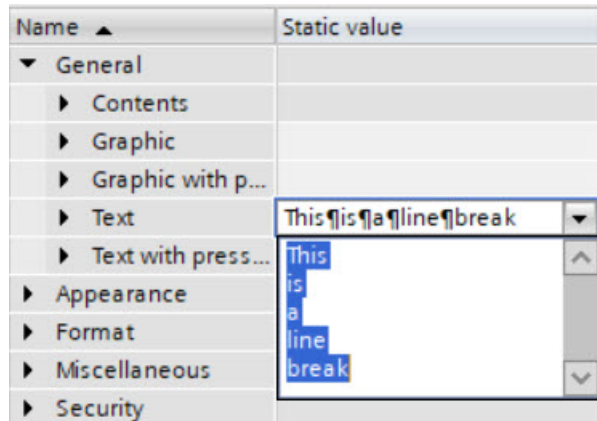 Name Static value
General
Contents
Graphic
Graphic with p...
Text This¶is¶a¶line¶break
Text with press... This
is
Appearance a
Format line
Miscellaneous break
Security